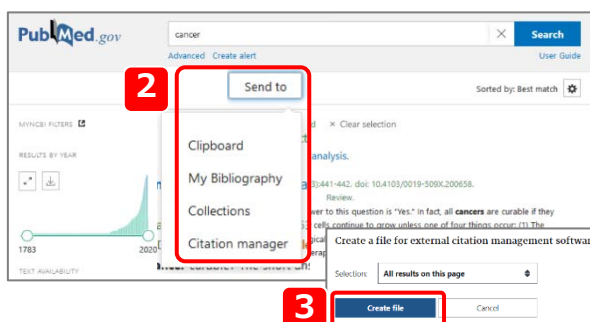 PubMed.gov
cancer
Search
Advanced Create alert
User Guide
2
Send to
Sorted by: Best match
MYNCBI FILTERS
× Clear selection
RESULTS BY YEAR
Clipboard
analysis.
My Bibliography
3):441-442. doi: 10.4103/0019-509X.200658.
Review.
wer to this question is "Yes." In fact, all cancers are curable if they
cells continue to grow unless one of four things occur: (1) The
Collections
Citation manager
1783
2020
TEXT AVAILABILITY
Create a file for external citation management softwar
Selection: All results on this page
3
Create file
Cancel